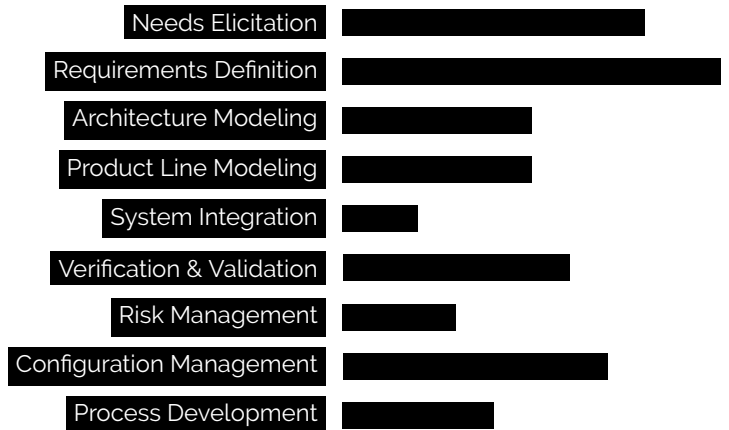 Needs Elicitation
Requirements Definition
Architecture Modeling
Product Line Modeling
System Integration
Verification & Validation
Risk Management
Configuration Management
Process Development